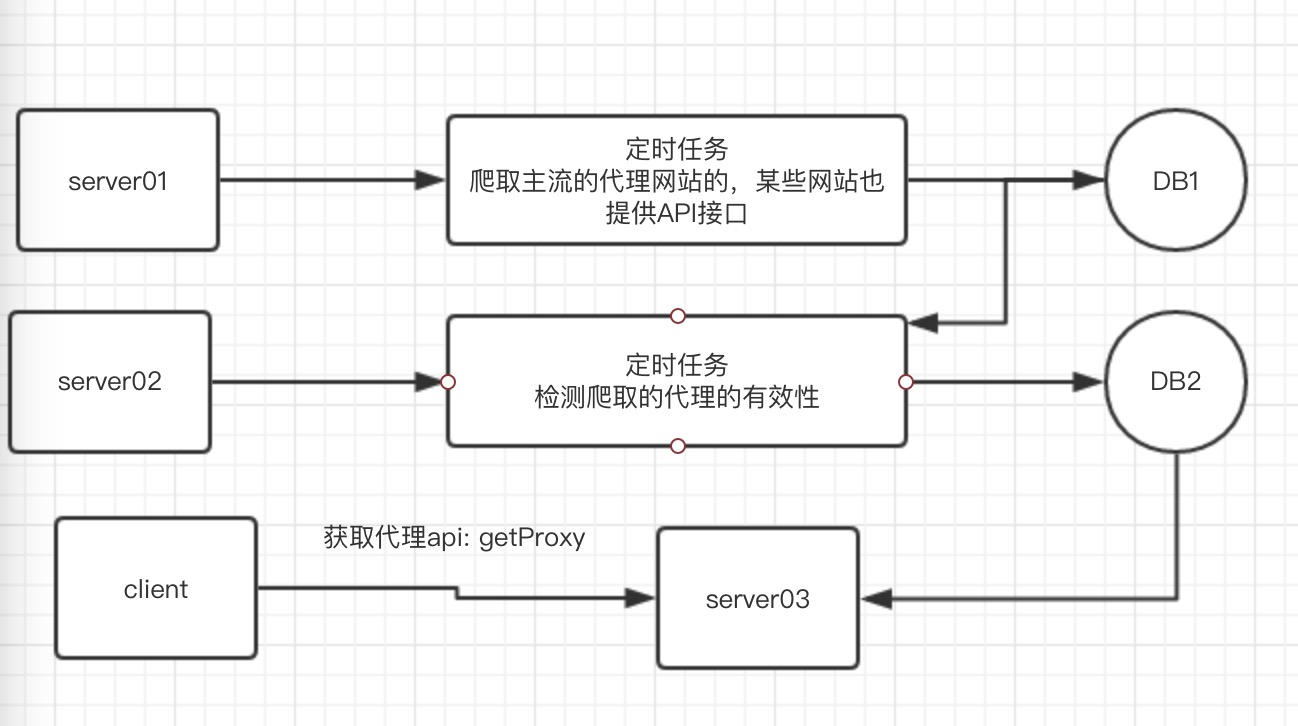 server01
定时任务
爬取主流的代理网站的，某些网站也
提供API接口
DB1
server02
定时任务
检测爬取的代理的有效性
DB2
获取代理api: getProxy
client
server03